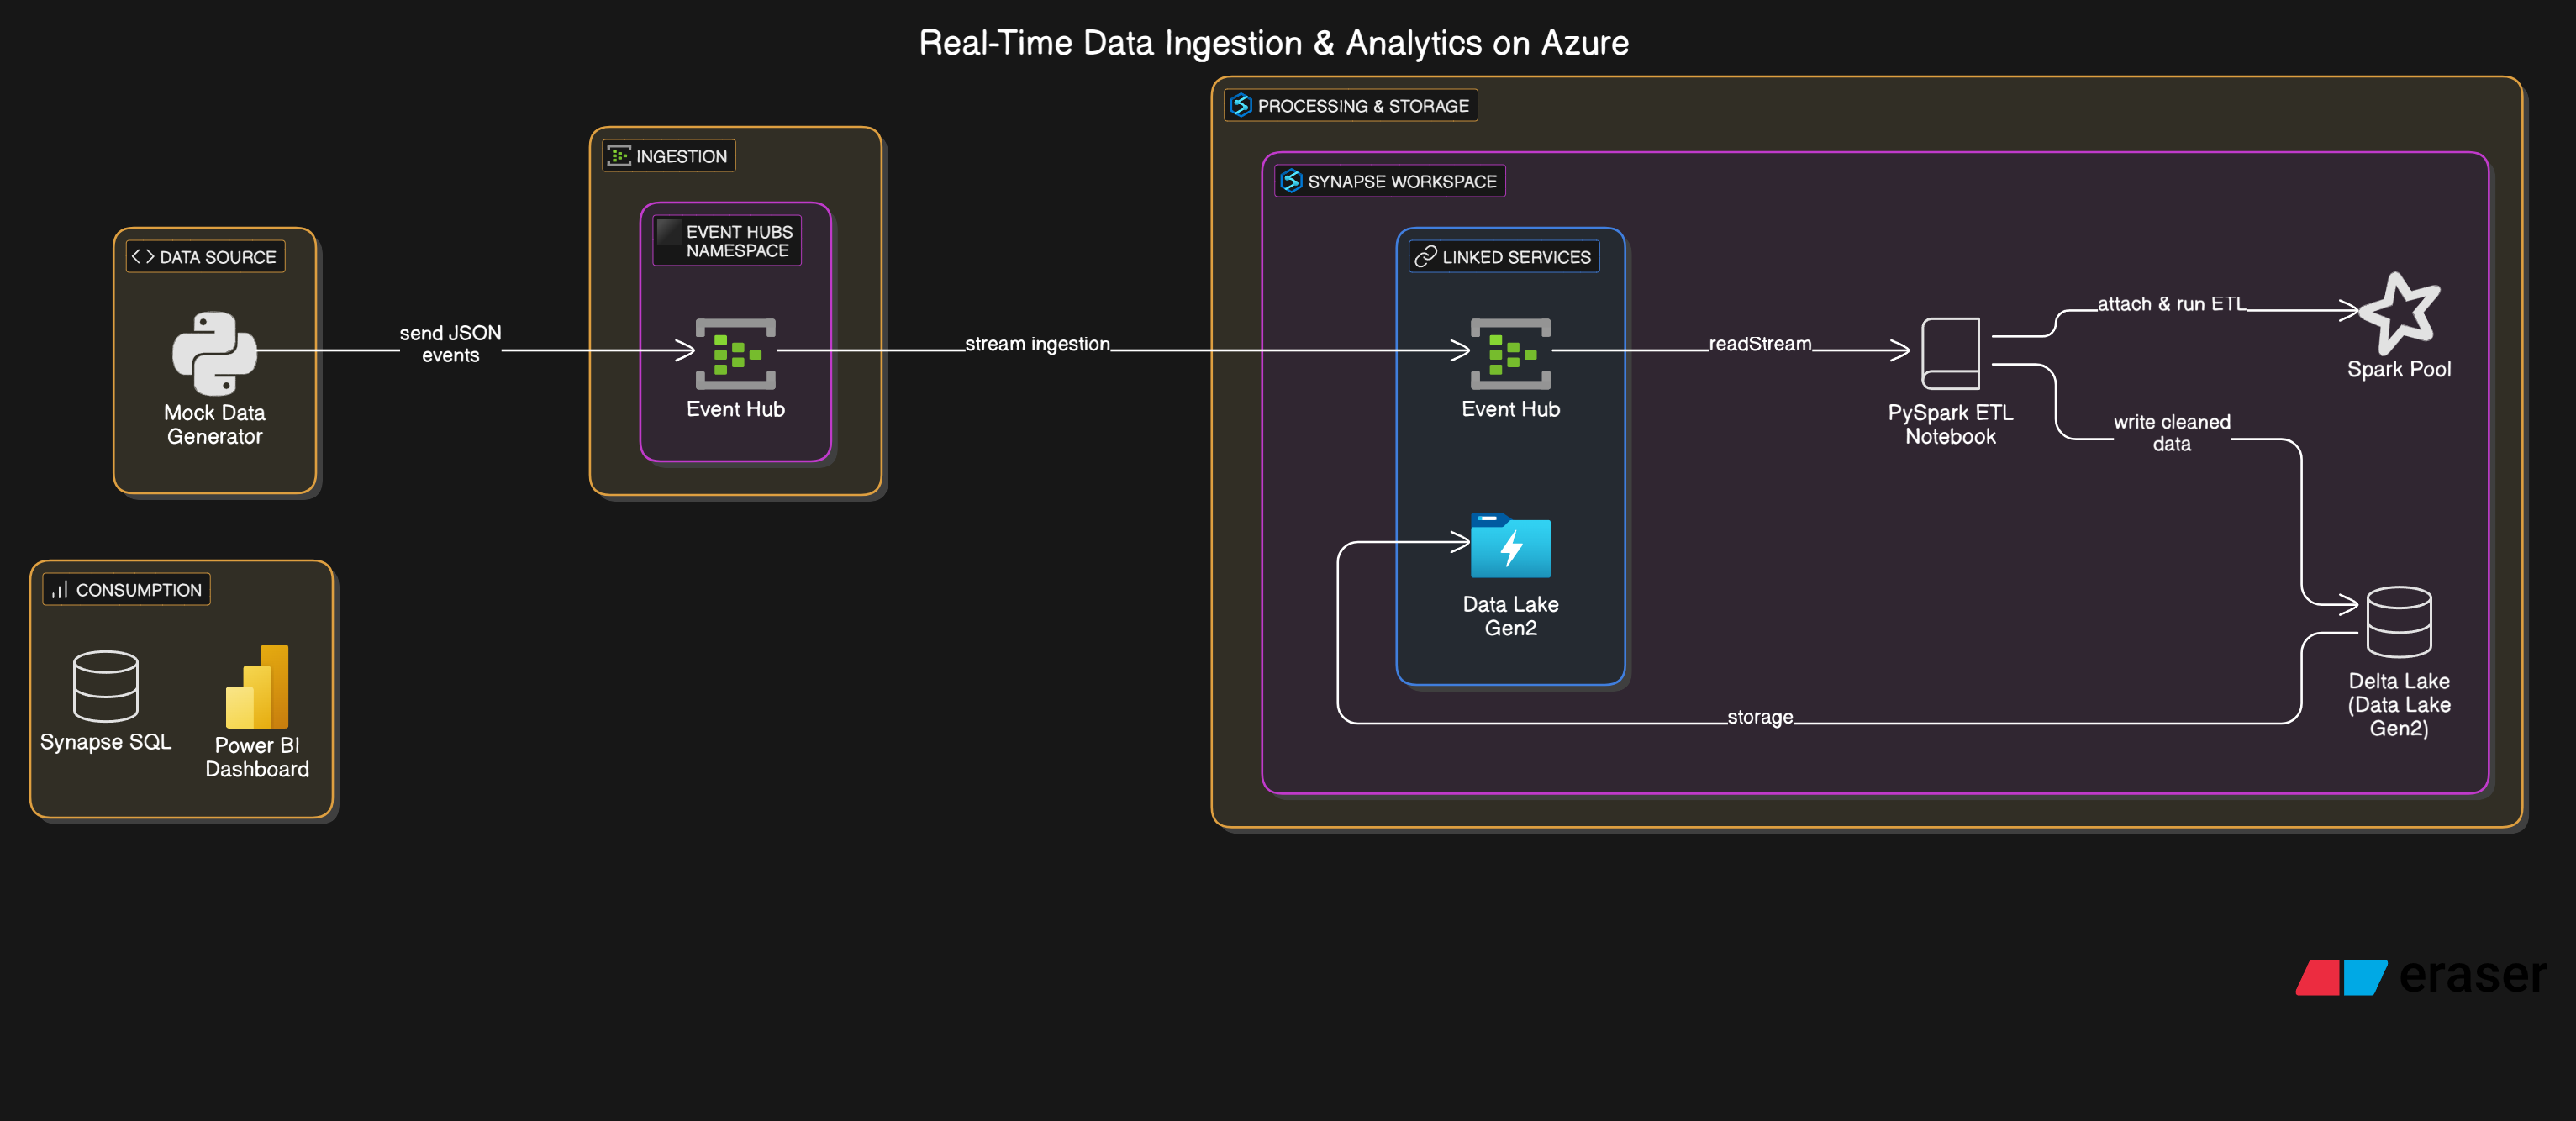 Real-Time Data Ingestion & Analytics on Azure
PROCESSING & STORAGE
INGESTION
SYNAPSE WORKSPACE
EVENT HUBS
NAMESPACE
DATA SOURCE
LINKED SERVICES
send JSON
events
stream ingestion
readStream
attach & run ETL
Spark Pool
Mock Data
Generator
Event Hub
Event Hub
PySpark ETL
Notebook
write cleaned
data
CONSUMPTION
Data Lake
Gen2
Synapse SQL
Power BI
Dashboard
storage
Delta Lake
(Data Lake
Gen2)
eraser